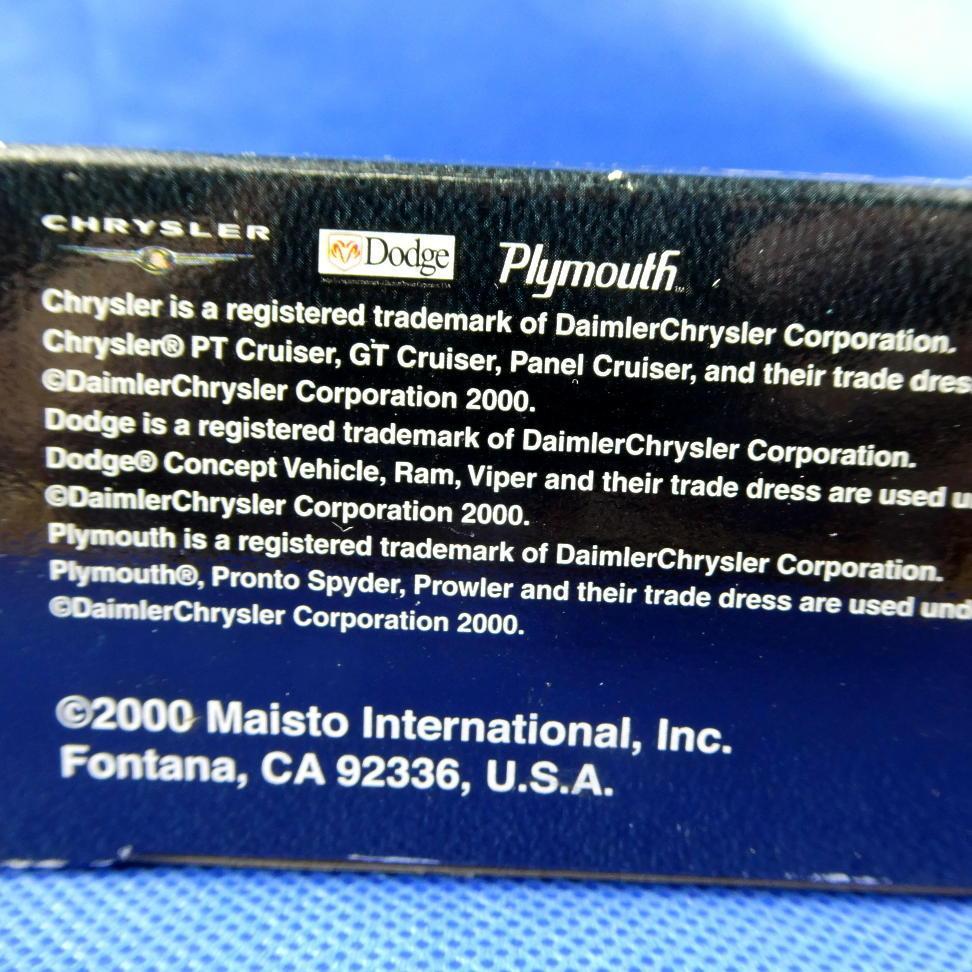 CHRYSLER
Dodge
Plymouth
Chrysler is a registered trademark of DaimlerChrysler Corporation.
Chrysler® PT Cruiser, GT Cruiser, Panel Cruiser, and their trade dres
©DaimlerChrysler Corporation 2000.
Dodge is a registered trademark of DaimlerChrysler Corporation.
Dodge® Concept Vehicle, Ram, Viper and their trade dress are used u
©DaimlerChrysler Corporation 2000.
Plymouth is a registered trademark of DaimlerChrysler Corporation.
Plymouth®, Pronto Spyder, Prowler and their trade dress are used und
©DaimlerChrysler Corporation 2000.
©2000 Maisto International, Inc.
Fontana, CA 92336, U.S.A.